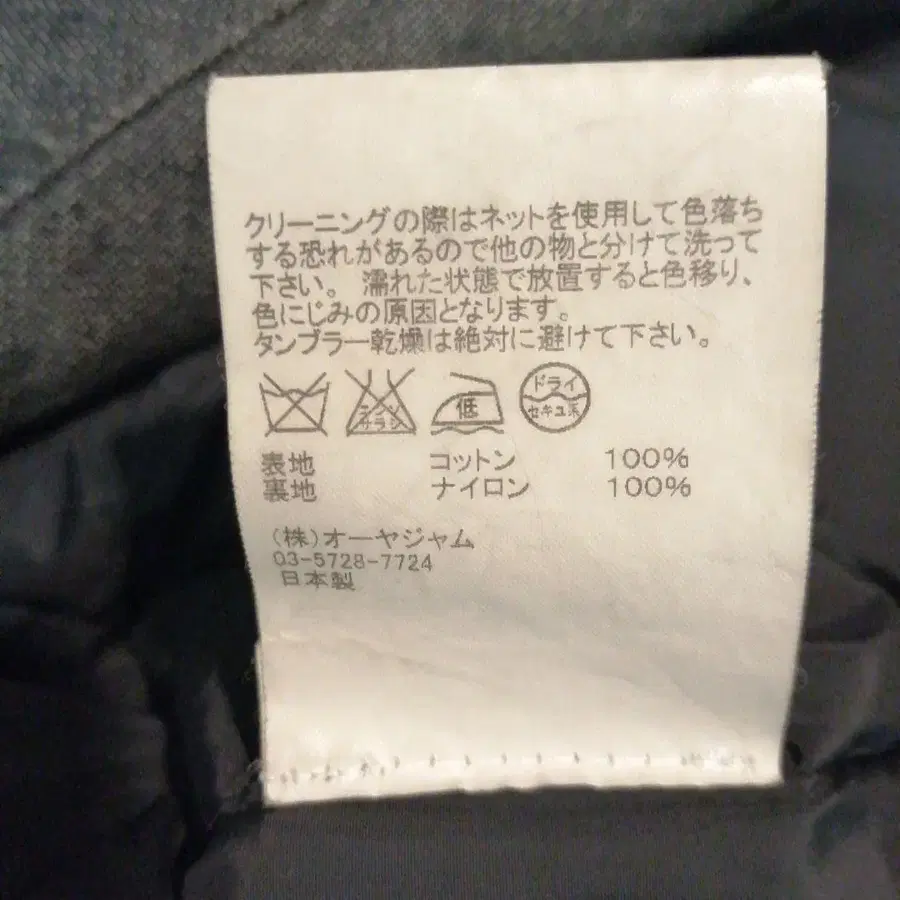 クリーニングの際はネットを使用して色落ち
する恐れがあるので他の物と分けて洗って
下さい。 濡れた状態で放置すると色移り、
色にじみの原因となります。
タンブラー乾燥は絶対に避けて下さい。
エンソ
サラシ
低
ドライ
セキユ系
表地 コットン 100%
裏地 ナイロン 100%
(株)オーヤジャム
03-5728-7724
日本製